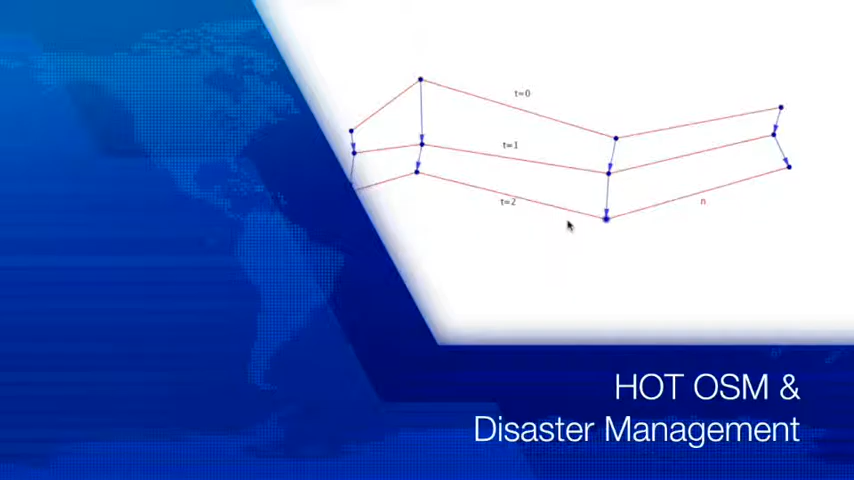 t=0
t=1
t=2
n
HOT OSM &
Disaster Management